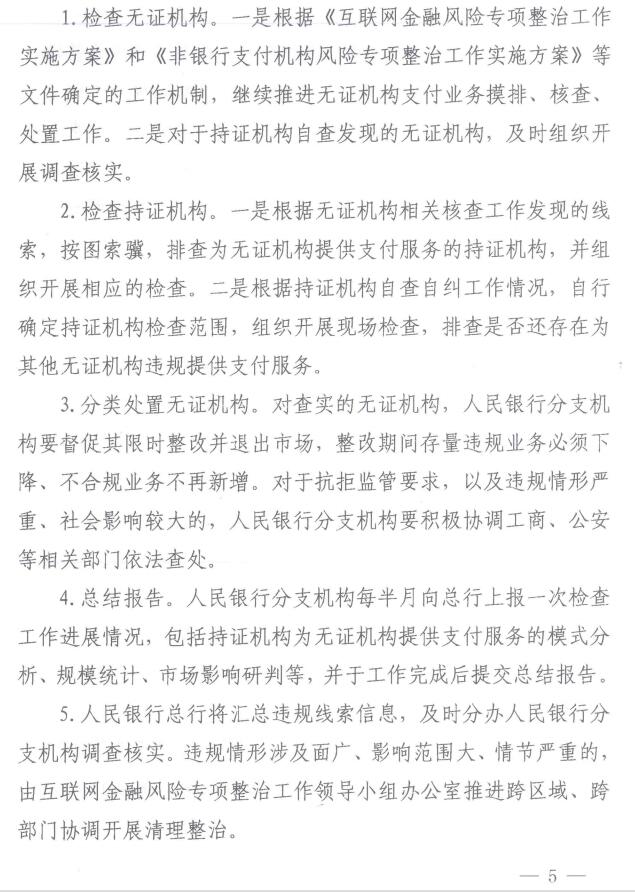 1. 检查无证机构。一是根据《互联网金融风险专项整治工作
实施方案》和《非银行支付机构风险专项整治工作实施方案》等
文件确定的工作机制，继续推进无证机构支付业务摸排、核查、
处置工作。二是对于持证机构自查发现的无证机构，及时组织开
展调查核实。
2. 检查持证机构。一是根据无证机构相关核查工作发现的线
索，按图索骥，排查为无证机构提供支付服务的持证机构，并组
织开展相应的检查。二是根据持证机构自查自纠工作情况，自行
确定持证机构检查范围，组织开展现场检查，排查是否还存在为
其他无证机构违规提供支付服务。
3. 分类处置无证机构。对查实的无证机构，人民银行分支机
构要督促其限时整改并退出市场，整改期间存量违规业务必须下
降、不合规业务不再新增。对于抗拒监管要求，以及违规情形严
重、社会影响较大的，人民银行分支机构要积极协调工商、公安
等相关部门依法查处。
4. 总结报告。人民银行分支机构每半月向总行上报一次检查
工作进展情况，包括持证机构为无证机构提供支付服务的模式分
析、规模统计、市场影响研判等，并于工作完成后提交总结报告。
5. 人民银行总行将汇总违规线索信息，及时分办人民银行分
支机构调查核实。违规情形涉及面广、影响范围大、情节严重的，
由互联网金融风险专项整治工作领导小组办公室推进跨区域、跨
部门协调开展清理整治。
— 5 —